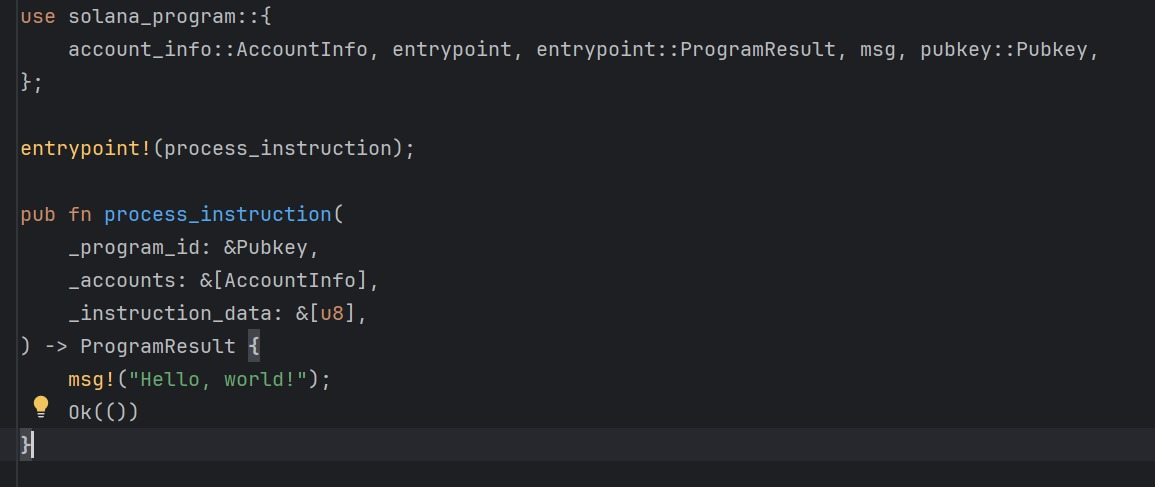 use solana_program::{
    account_info::AccountInfo, entrypoint, entrypoint::ProgramResult, msg, pubkey::Pubkey,
};

entrypoint!(process_instruction);

pub fn process_instruction(
    _program_id: &Pubkey,
    _accounts: &[AccountInfo],
    _instruction_data: &[u8],
) -> ProgramResult {
    msg!("Hello, world!");
    Ok(())
}